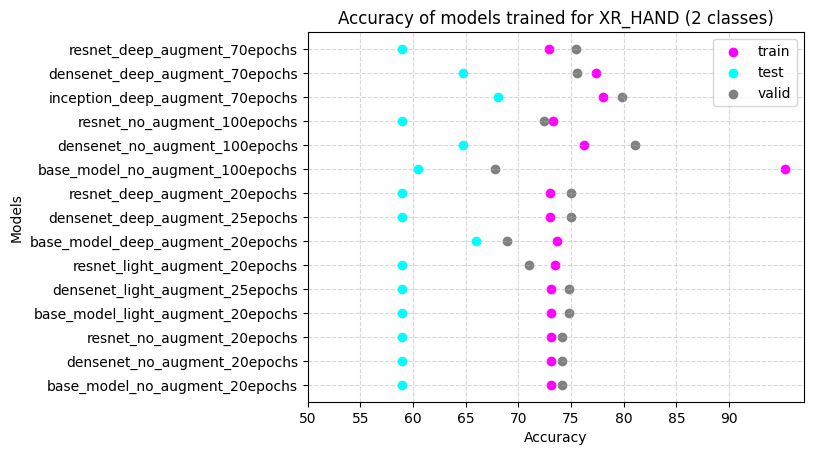 Accuracy of models trained for XR_HAND (2 classes)
train
test
valid
Models
resnet_deep_augment_70epochs
densenet_deep_augment_70epochs
inception_deep_augment_70epochs
resnet_no_augment_100epochs
densenet_no_augment_100epochs
base_model_no_augment_100epochs
resnet_deep_augment_20epochs
densenet_deep_augment_25epochs
base_model_deep_augment_20epochs
resnet_light_augment_20epochs
densenet_light_augment_25epochs
base_model_light_augment_20epochs
resnet_no_augment_20epochs
densenet_no_augment_20epochs
base_model_no_augment_20epochs
50 55 60 65 70 75 80 85 90
Accuracy